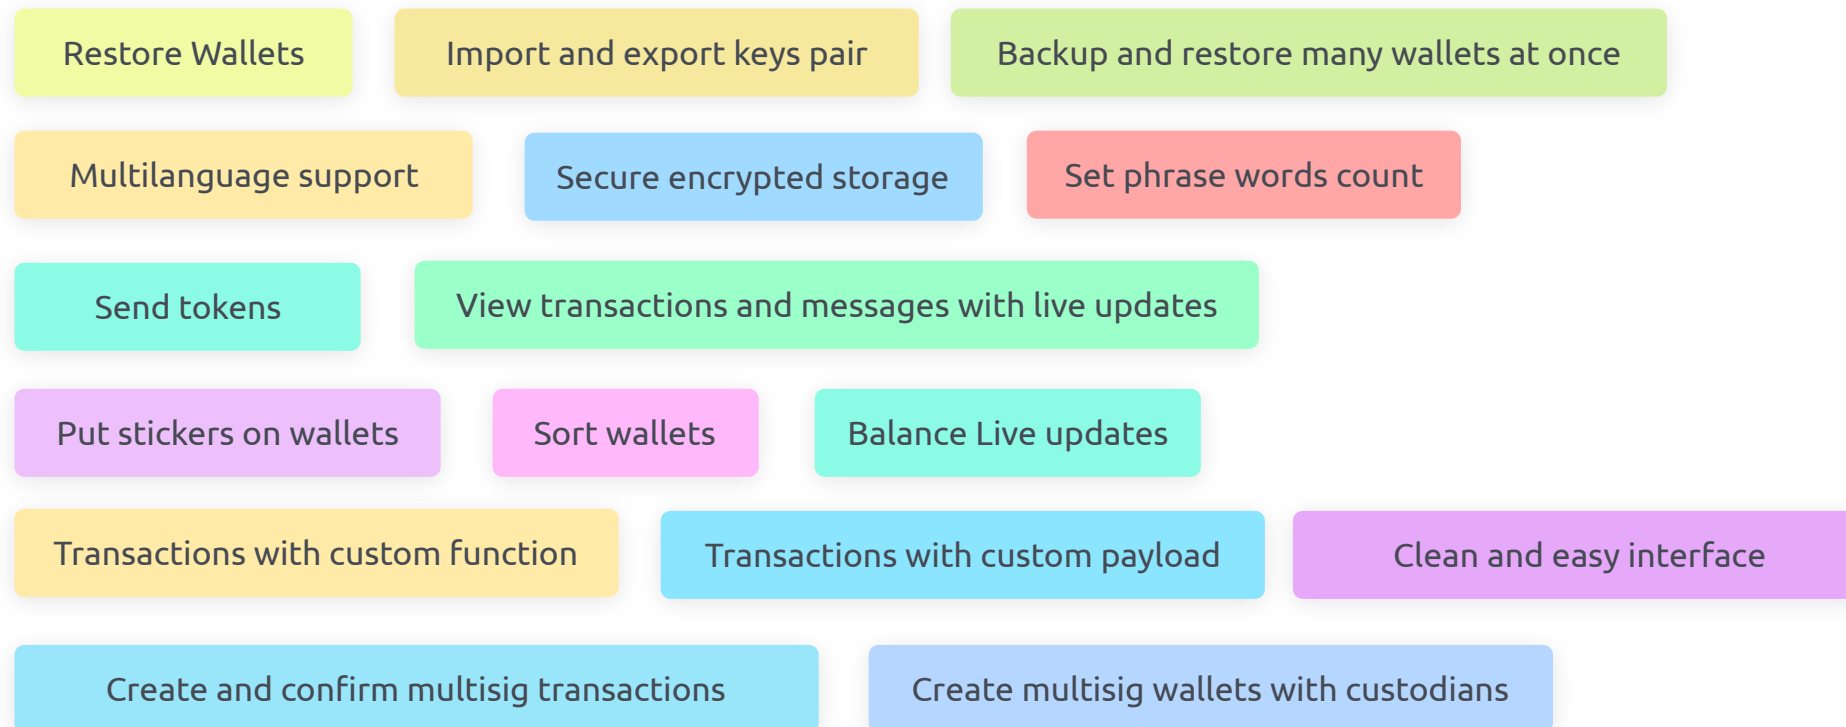 Restore Wallets
Import and export keys pair
Backup and restore many wallets at once
Multilanguage support
Secure encrypted storage
Set phrase words count
Send tokens
View transactions and messages with live updates
Put stickers on wallets
Sort wallets
Balance Live updates
Transactions with custom function
Transactions with custom payload
Clean and easy interface
Create and confirm multisig transactions
Create multisig wallets with custodians